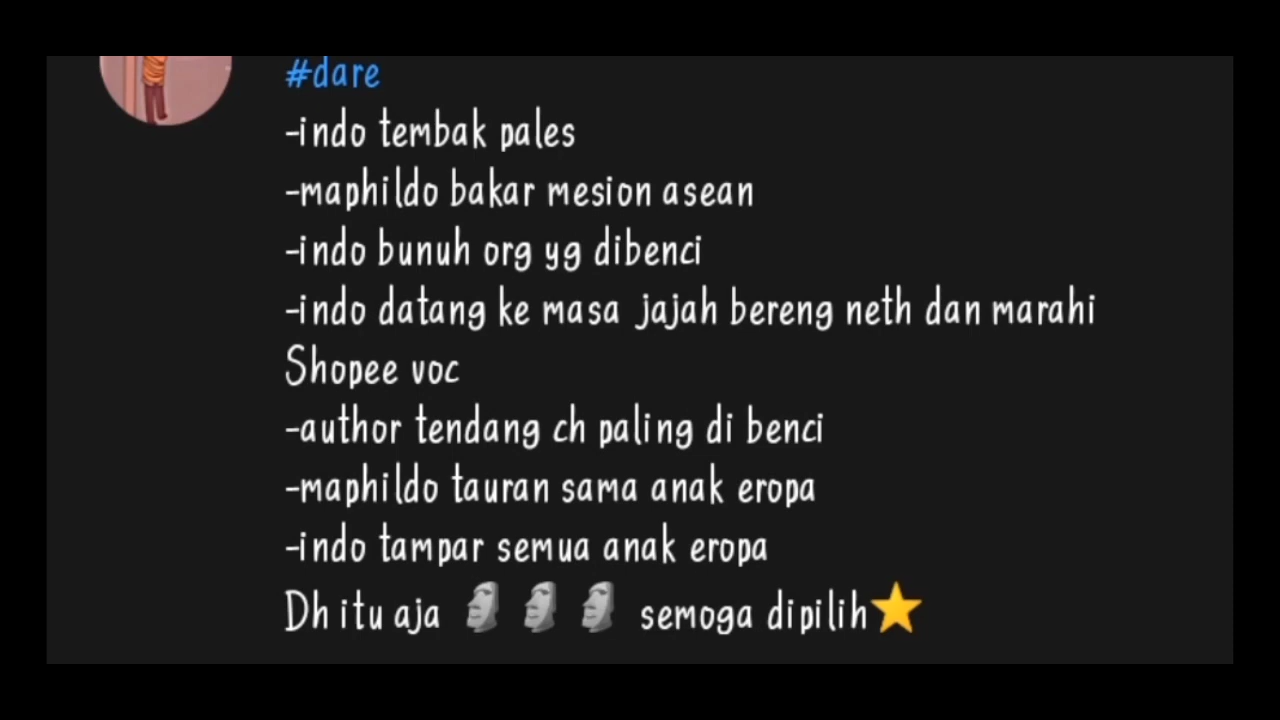 #dare
-indo tembak pales
-maphildo bakar mesion asean
-indo bunuh org yg dibenci
-indo datang ke masa jajah bereng neth dan marahi
Shopee voc
-author tendang ch paling di benci
-maphildo tauran sama anak eropa
-indo tampar semua anak eropa
Dh itu aja 🗿🗿🗿 semoga dipilih⭐